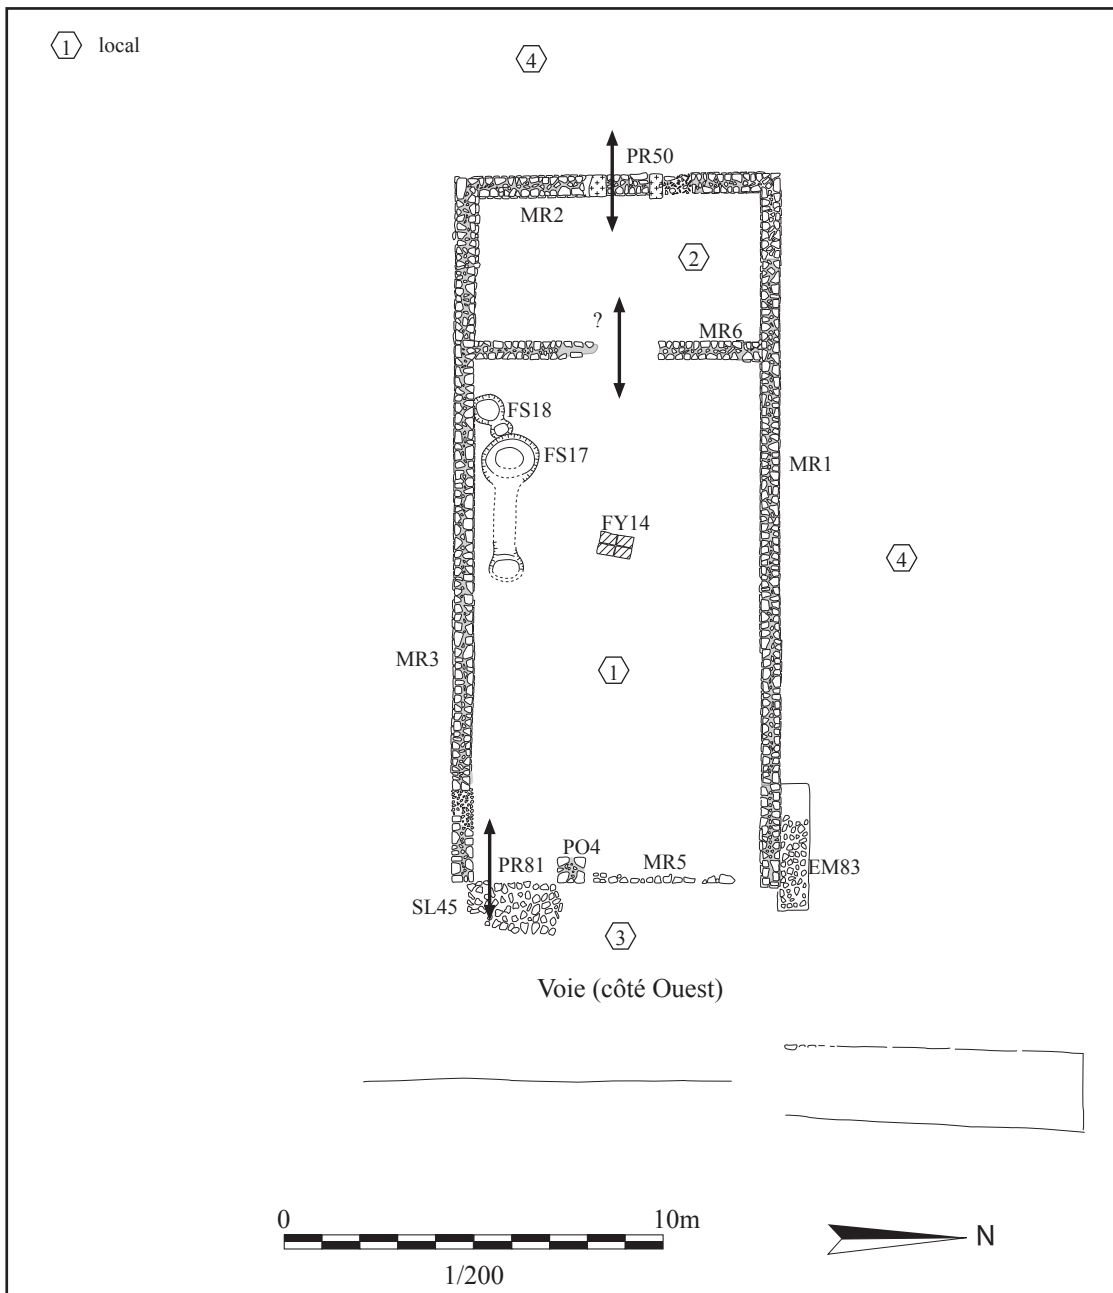 1 local
4
PR50
MR2
2
?
MR6
FS18
FS17
MR1
FY14
4
MR3
1
PO4
PR81
MR5
EM83
SL45
3
Voie (côté Ouest)
0 10m
N
1/200